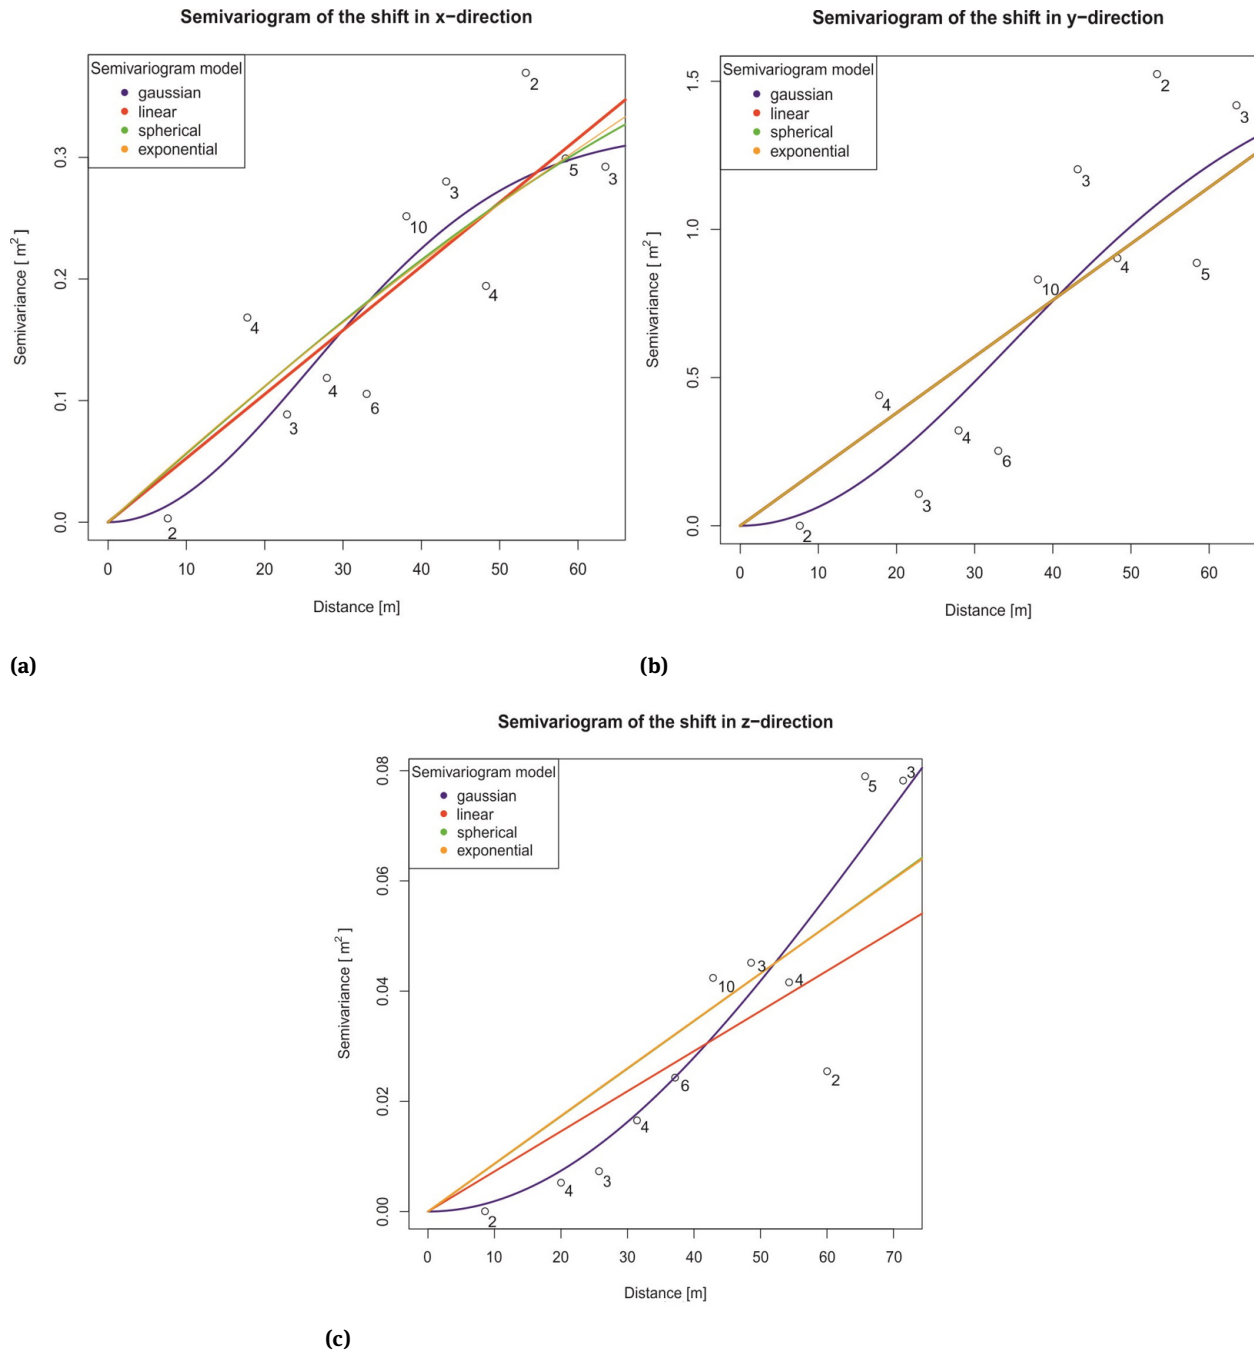 Semivariogram of the shift in x−direction
Semivariogram model
gaussian
linear
spherical
exponential
Semivariance [ m²]
0.0
0.1
0.2
0.3
2
4
3
4
6
10
3
4
2
5
3
0
10
20
30
40
50
60
Distance [m]
(a)
Semivariogram of the shift in y−direction
Semivariogram model
gaussian
linear
spherical
exponential
Semivariance [ m²]
0.0
0.5
1.0
1.5
2
4
3
4
6
10
3
4
2
5
3
0
10
20
30
40
50
60
Distance [m]
(b)
Semivariogram of the shift in z−direction
Semivariogram model
gaussian
linear
spherical
exponential
Semivariance [ m²]
0.00
0.02
0.04
0.06
0.08
2
4
3
4
6
10
3
4
2
5
3
0
10
20
30
40
50
60
70
Distance [m]
(c)